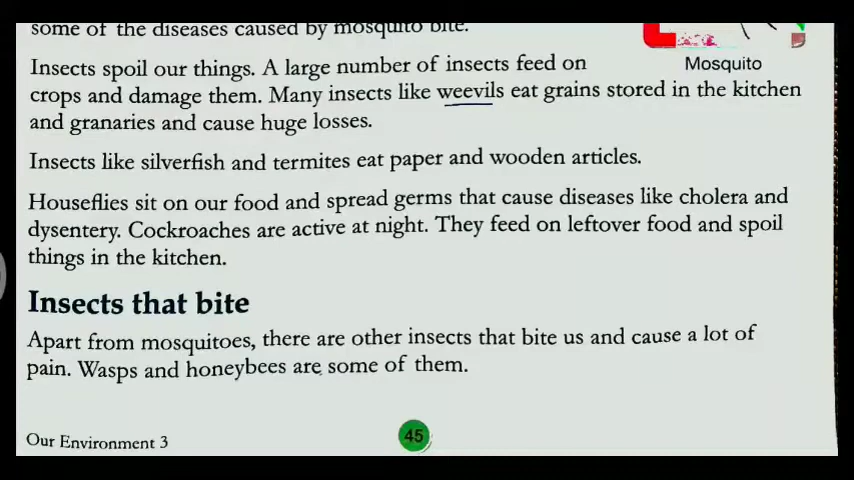 some of the diseases caused by mosquito bite.
Mosquito
Insects spoil our things. A large number of insects feed on
crops and damage them. Many insects like weevils eat grains stored in the kitchen
and granaries and cause huge losses.
Insects like silverfish and termites eat paper and wooden articles.
Houseflies sit on our food and spread germs that cause diseases like cholera and
dysentery. Cockroaches are active at night. They feed on leftover food and spoil
things in the kitchen.
Insects that bite
Apart from mosquitoes, there are other insects that bite us and cause a lot of
pain. Wasps and honeybees are some of them.
Our Environment 3
45